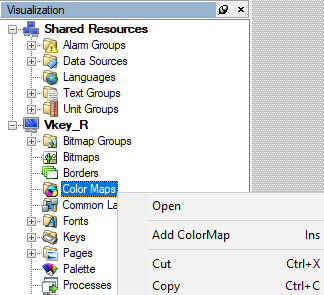 Visualization
Shared Resources
Alarm Groups
Data Sources
Languages
Text Groups
Unit Groups
Vkey_R
Bitmap Groups
Bitmaps
Borders
Color Maps
Common La
Fonts
Keys
Pages
Palette
Processes
Open
Add ColorMap Ins
Cut Ctrl+X
Copy Ctrl+C